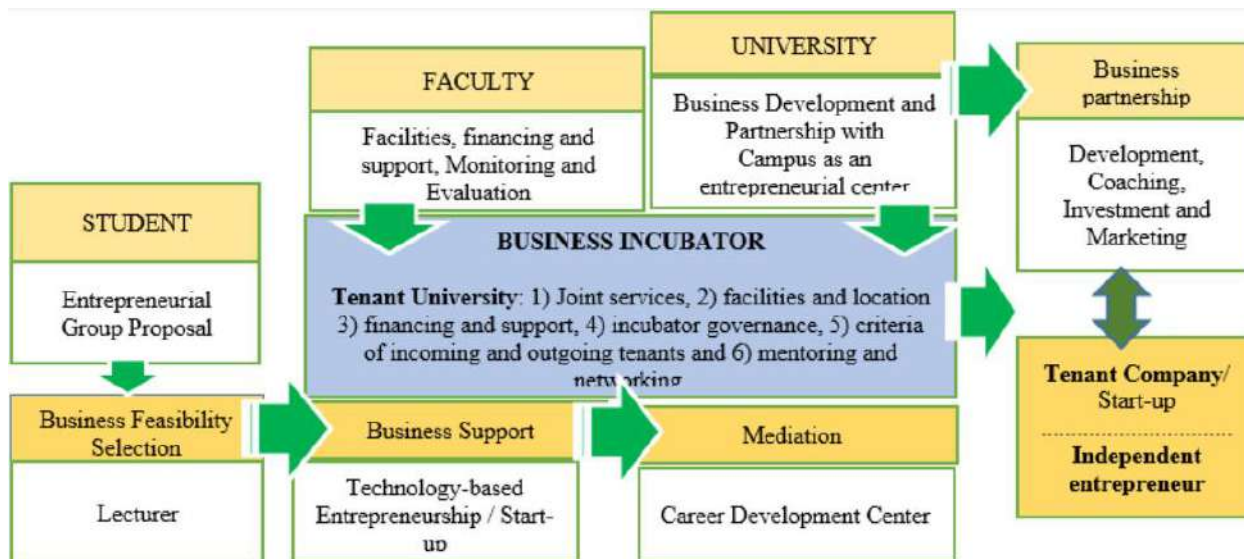 UNIVERSITY
Business Development and
Partnership with
Campus as an
entrepreneurial center
FACULTY
Facilities, financing and
support, Monitoring and
Evaluation
Business
partnership
Development,
Coaching,
Investment and
Marketing
STUDENT
Entrepreneurial
Group Proposal
BUSINESS INCUBATOR
Tenant University: 1) Joint services, 2) facilities and location
3) financing and support, 4) incubator governance, 5) criteria
of incoming and outgoing tenants and 6) mentoring and
networking
Tenant Company/
Start-up
Independent
entrepreneur
Business Feasibility
Selection
Lecturer
Business Support
Technology-based
Entrepreneurship / Start-
up
Mediation
Career Development Center